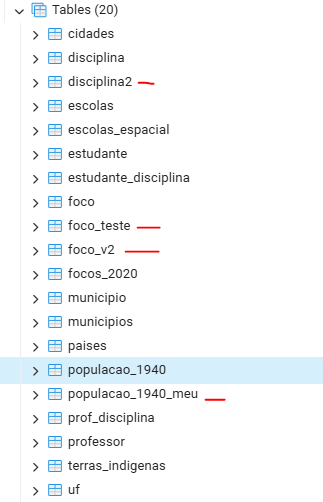 Tables (20)
cidades
disciplina
disciplina2
escolas
escolas_espacial
estudante
estudante_disciplina
foco
foco_teste
foco_v2
focos_2020
municipio
municipios
paises
populacao_1940
populacao_1940_meu
prof_disciplina
professor
terras_indigenas
uf